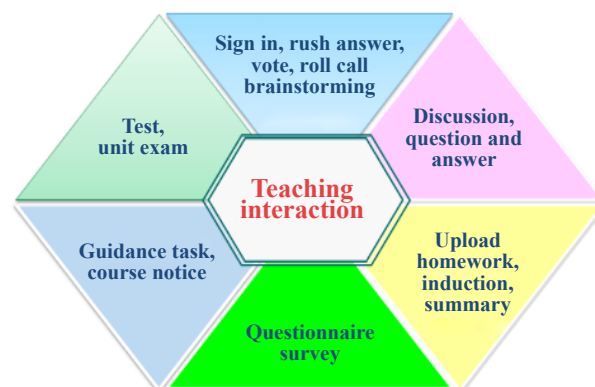 Sign in, rush answer,
vote, roll call
brainstorming
Test,
unit exam
Discussion,
question and
answer
Teaching
interaction
Guidance task,
course notice
Upload
homework,
induction,
summary
Questionnaire
survey